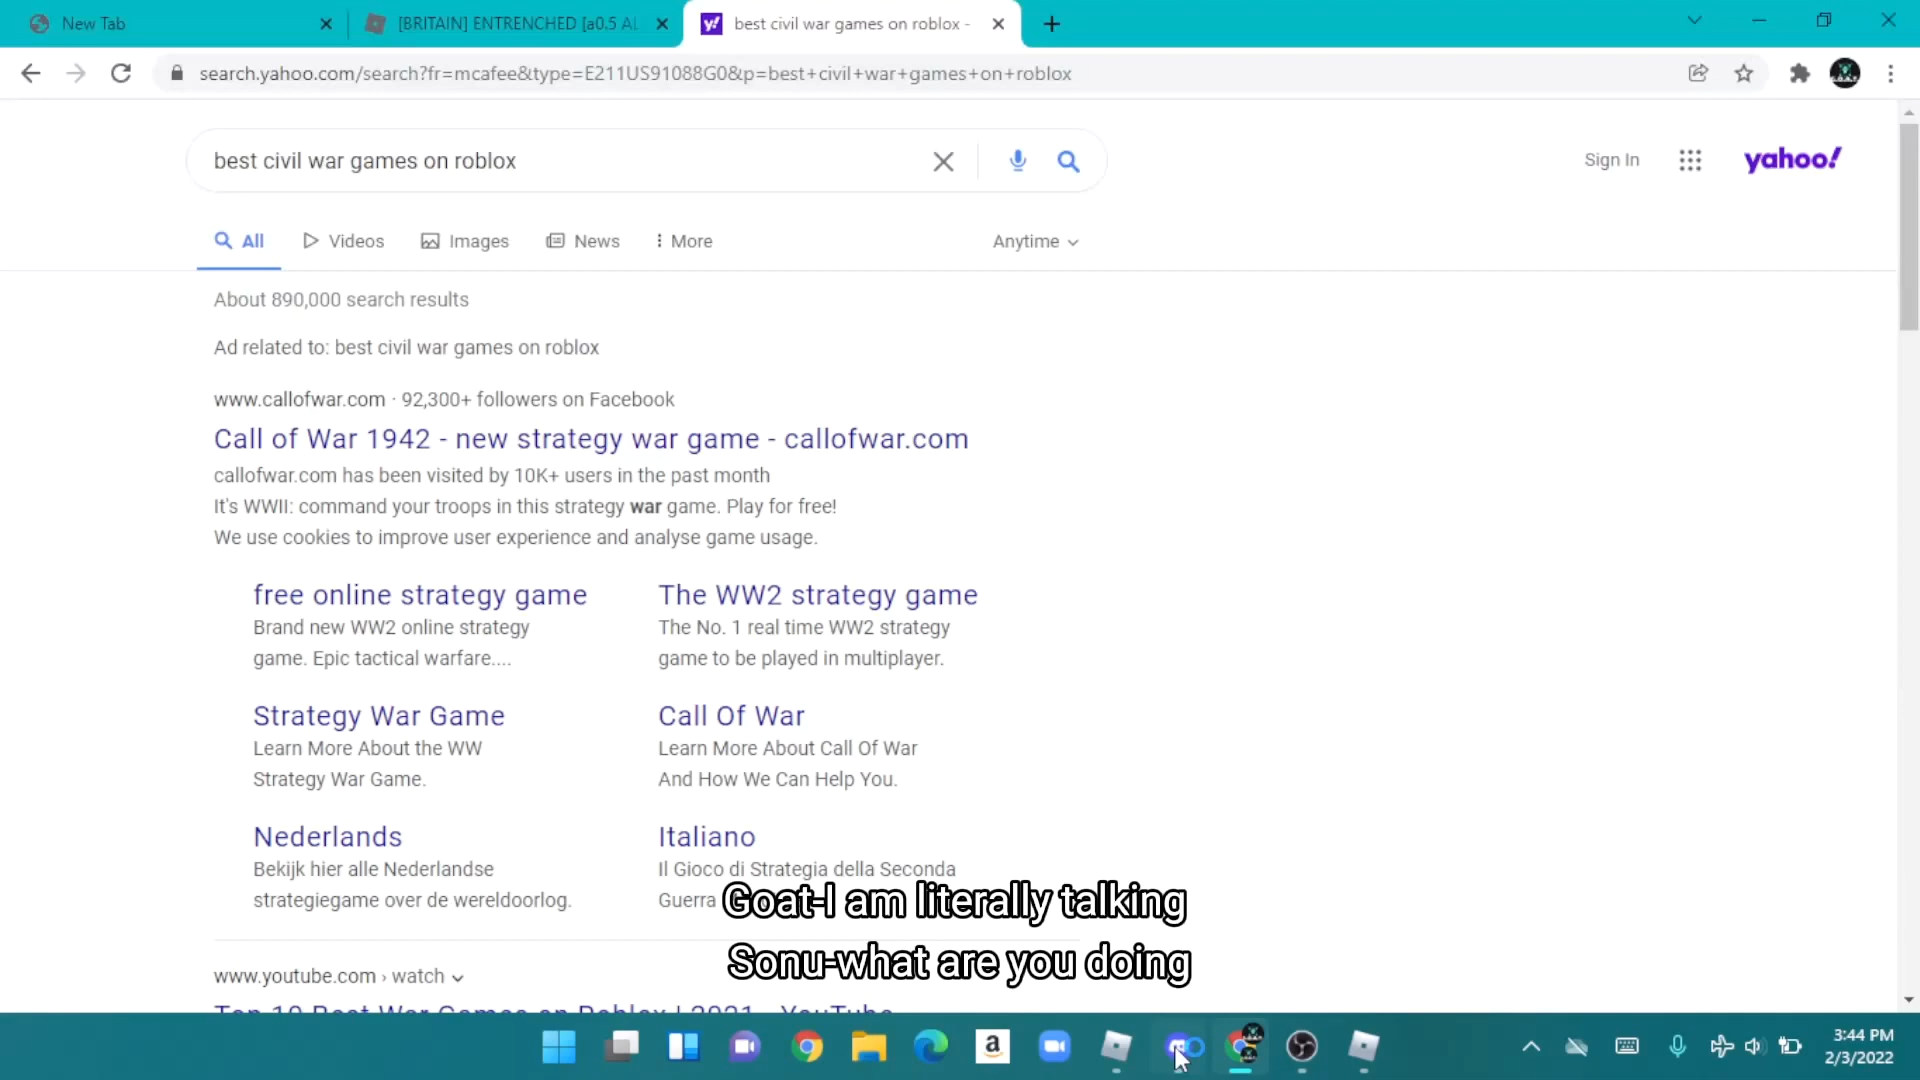 New Tab
[BRITAIN] ENTRENCHED [a0.5 AL
best civil war games on roblox -
search.yahoo.com/search?fr=mcafee&type=E211US91088G0&p=best+civil+war+games+on+roblox
best civil war games on roblox
Sign In
yahoo!
All
Videos
Images
News
More
Anytime
About 890,000 search results
Ad related to: best civil war games on roblox
www.callofwar.com · 92,300+ followers on Facebook
Call of War 1942 - new strategy war game - callofwar.com
callofwar.com has been visited by 10K+ users in the past month
It's WWII: command your troops in this strategy war game. Play for free!
We use cookies to improve user experience and analyse game usage.
free online strategy game
Brand new WW2 online strategy
game. Epic tactical warfare....
The WW2 strategy game
The No. 1 real time WW2 strategy
game to be played in multiplayer.
Strategy War Game
Learn More About the WW
Strategy War Game.
Call Of War
Learn More About Call Of War
And How We Can Help You.
Nederlands
Bekijk hier alle Nederlandse
strategiegame over de wereldoorlog.
Italiano
Il Gioco di Strategia della Seconda
Guerra
Goat-I am literally talking
Sonu-what are you doing
www.youtube.com › watch
Top 10 Best War Games on Roblox | 2021 - YouTube
3:44 PM
2/3/2022